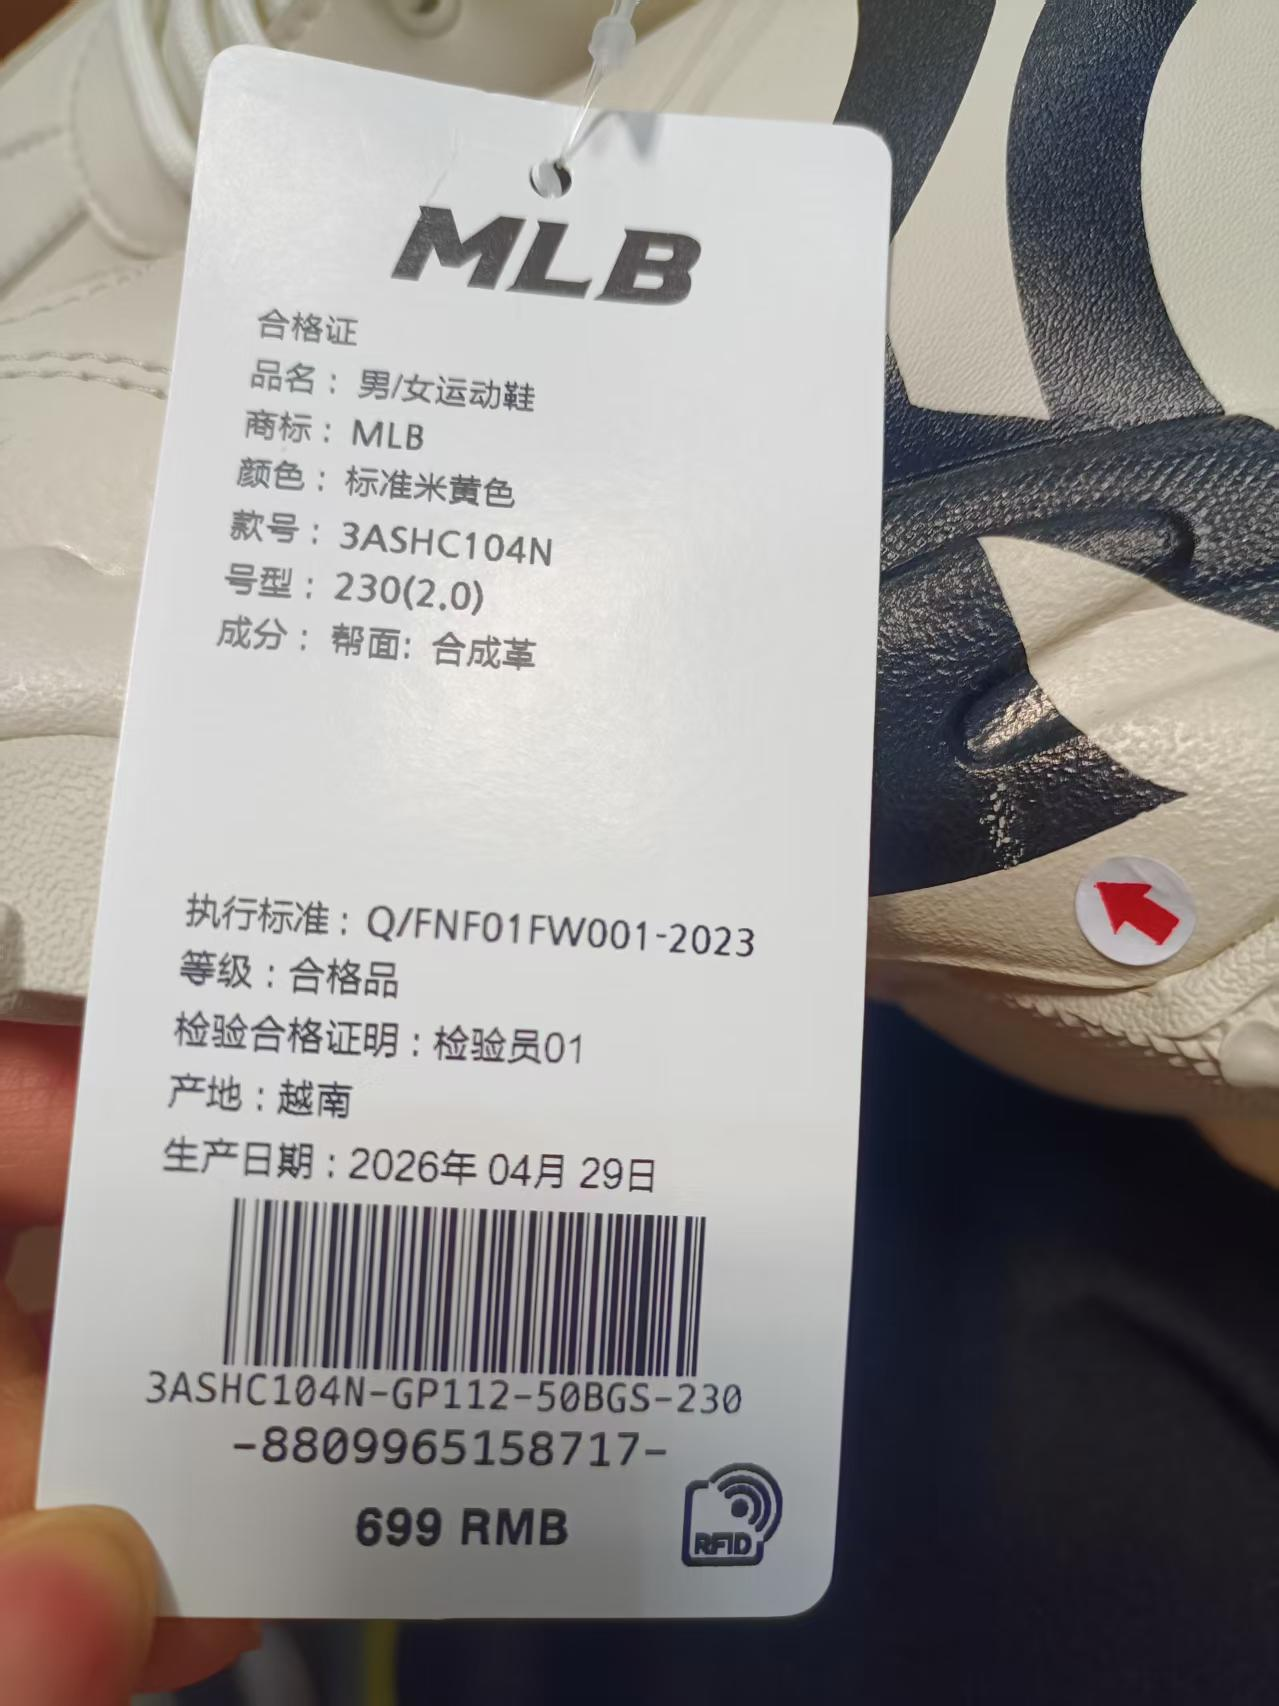 MLB
合格证
品名：男/女运动鞋
商标：MLB
颜色：标准米黄色
款号：3ASHC104N
号型：230(2.0)
成分：帮面：合成革
执行标准：Q/FNF01FW001-2023
等级：合格品
检验合格证明：检验员01
产地：越南
生产日期：2026年 04月 29日
3ASHC104N-GP112-50BGS-230
-8809965158717-
699 RMB
RFID